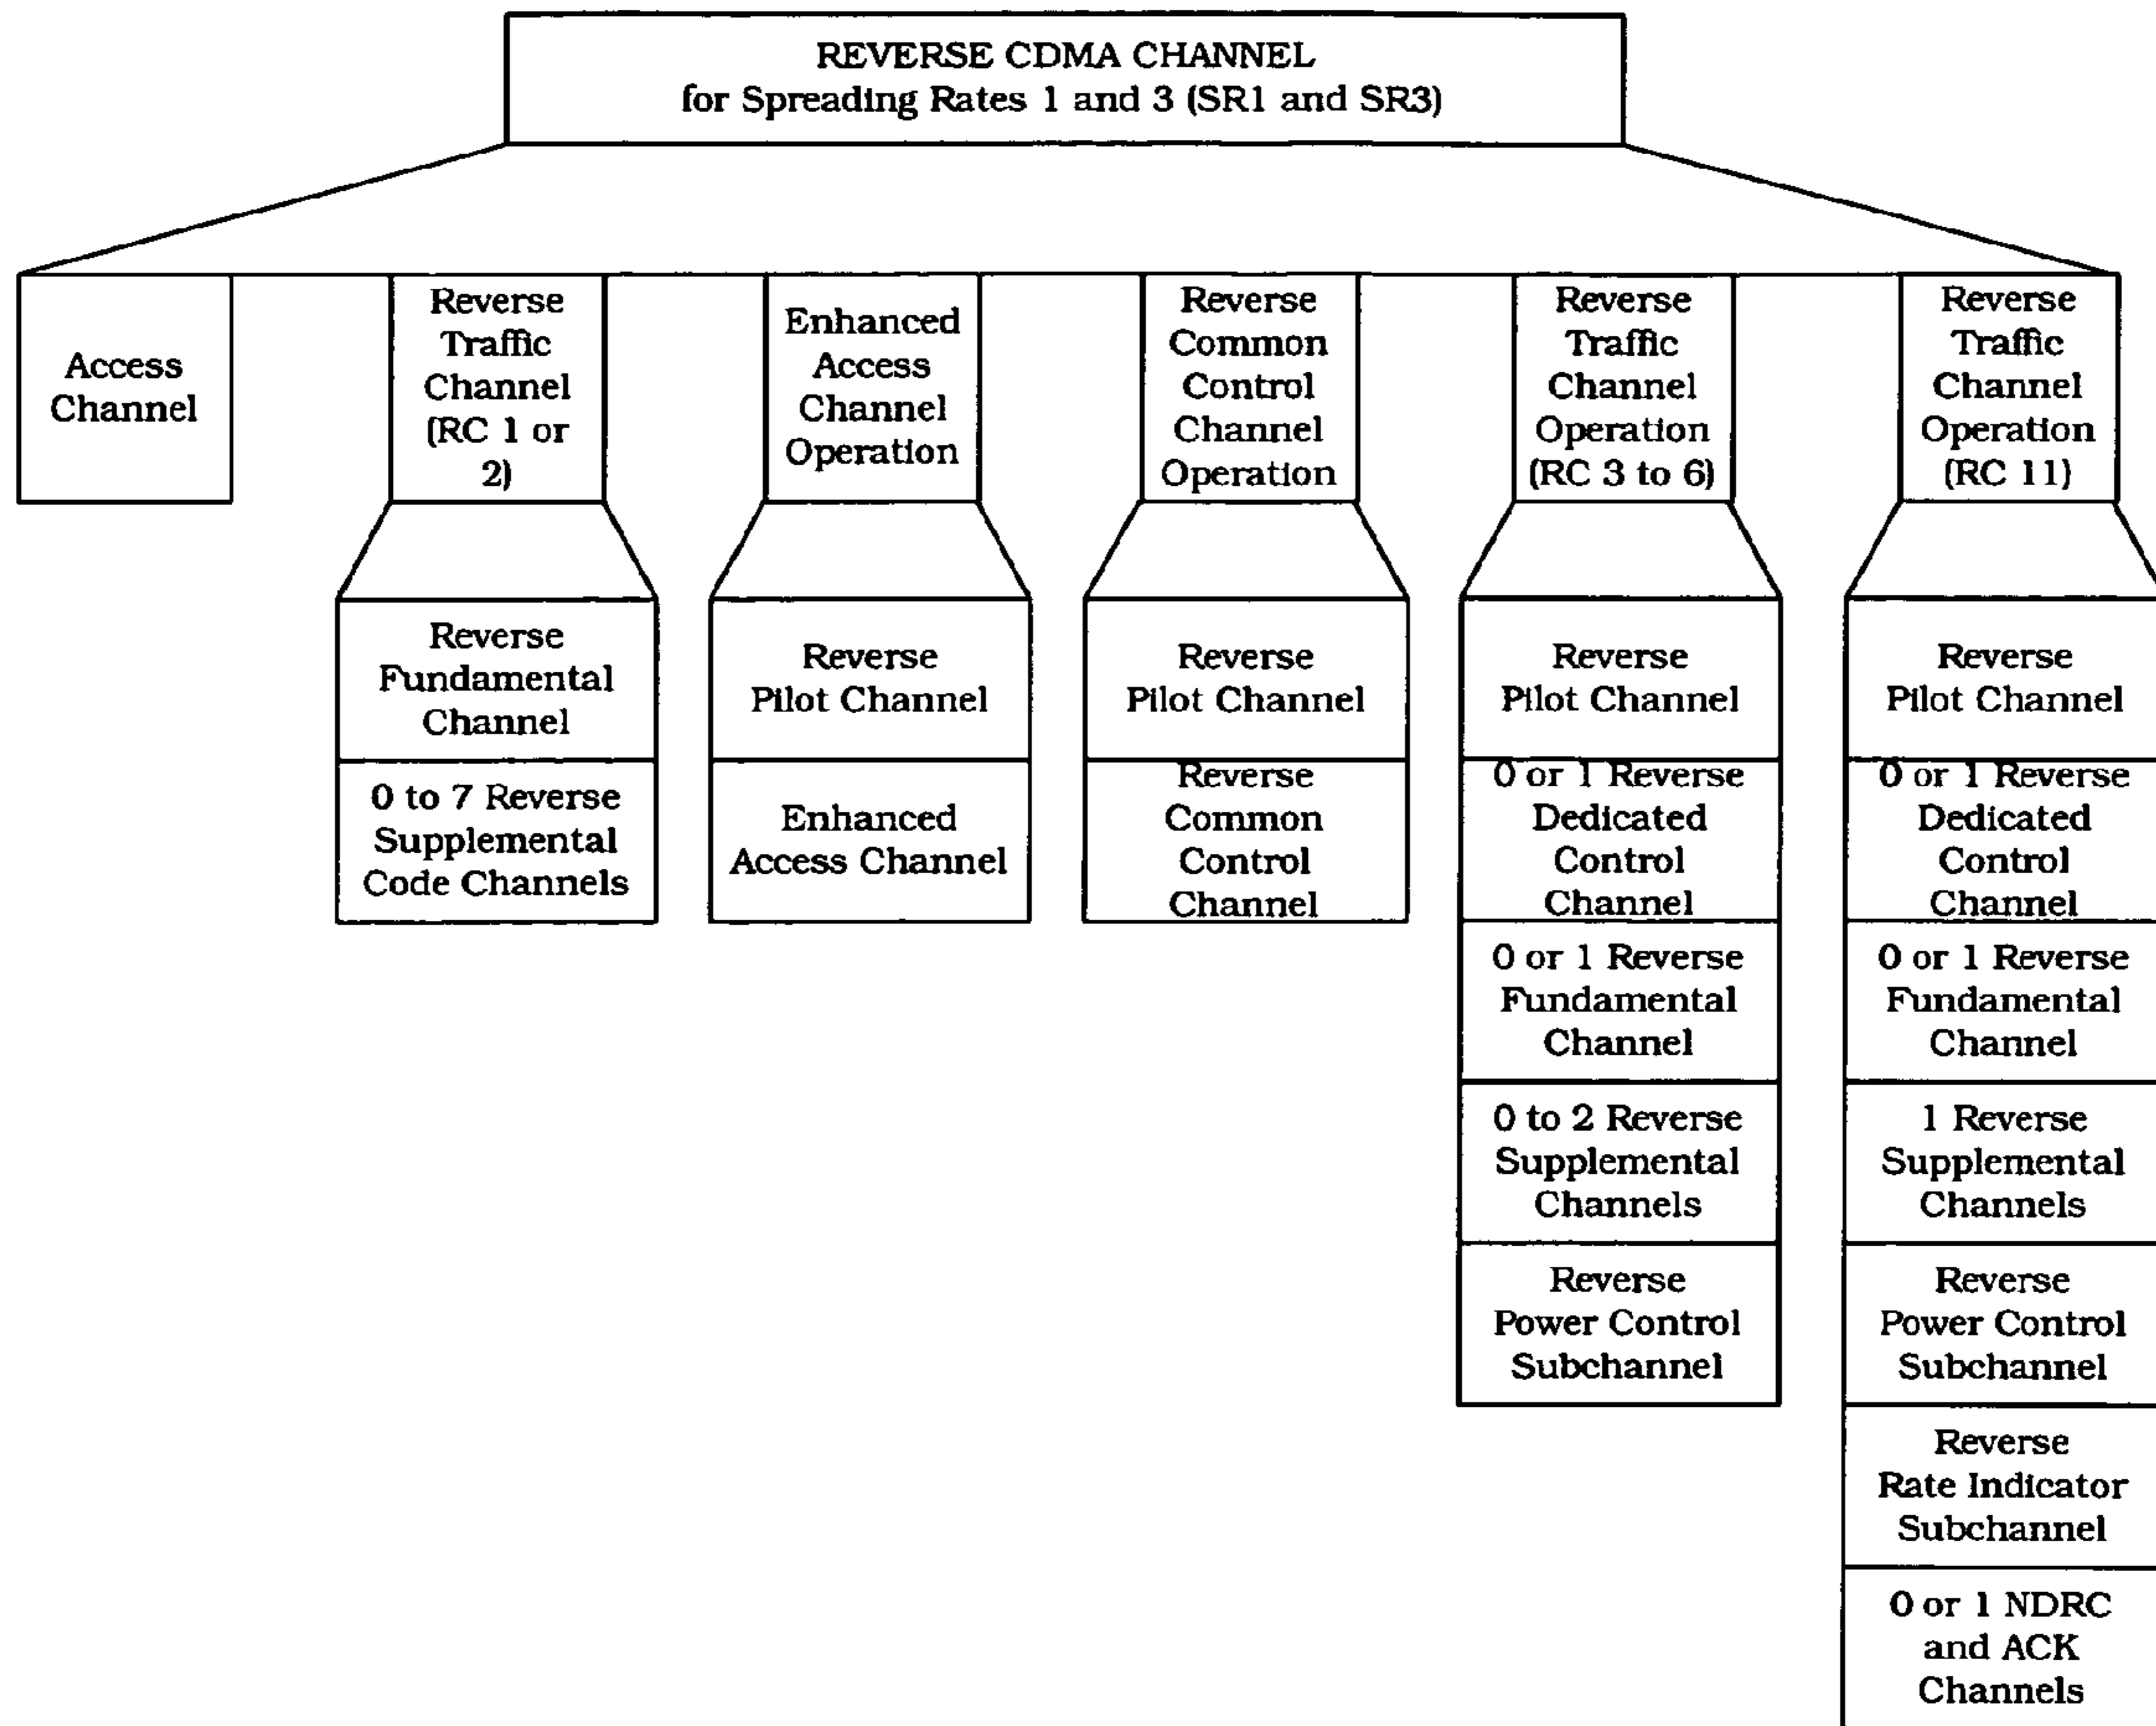 REVERSE CDMA CHANNEL
for Spreading Rates 1 and 3 (SR1 and SR3)
Access
Channel
Reverse
Traffic
Channel
(RC 1 or
2)
Enhanced
Access
Channel
Operation
Reverse
Common
Control
Channel
Operation
Reverse
Traffic
Channel
Operation
(RC 3 to 6)
Reverse
Traffic
Channel
Operation
(RC 11)
Reverse
Fundamental
Channel
0 to 7 Reverse
Supplemental
Code Channels
Reverse
Pilot Channel
Enhanced
Access Channel
Reverse
Pilot Channel
Reverse
Common
Control
Channel
Reverse
Pilot Channel
0 or 1 Reverse
Dedicated
Control
Channel
0 or 1 Reverse
Fundamental
Channel
0 to 2 Reverse
Supplemental
Channels
Reverse
Power Control
Subchannel
Reverse
Pilot Channel
0 or 1 Reverse
Dedicated
Control
Channel
0 or 1 Reverse
Fundamental
Channel
1 Reverse
Supplemental
Channels
Reverse
Power Control
Subchannel
Reverse
Rate Indicator
Subchannel
0 or 1 NDRC
and ACK
Channels